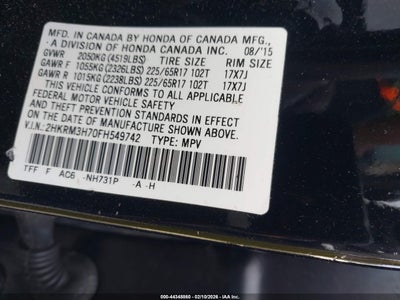 MFD. IN CANADA BY HONDA OF CANADA MFG.,
A DIVISION OF HONDA CANADA INC. 08/'15
GVWR 2050KG(4519LBS) TIRE SIZE RIM SIZE
GAWR F 1055KG(2326LBS) 225/65R17 102T 17X7J
GAWR R 1015KG(2238LBS) 225/65R17 102T 17X7J
THIS VEHICLE CONFORMS TO ALL APPLICABLE
FEDERAL MOTOR VEHICLE SAFETY
AND THEFT PREVENTION STANDARDS IN EFFECT
ON THE DATE OF MANUFACTURE SHOWN ABOVE.
V.I.N.: 2HKRM3H70FH549742 TYPE: MPV
TFF F AC6 NH731P -A -H
000-44348060 - 02/10/2026 - IAA Inc.